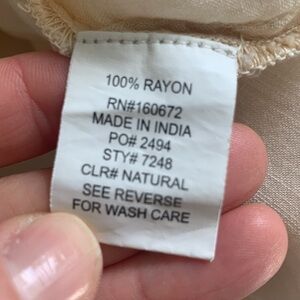 100% RAYON
RN#160672
MADE IN INDIA
PO# 2494
STY# 7248
CLR# NATURAL
SEE REVERSE
FOR WASH CARE